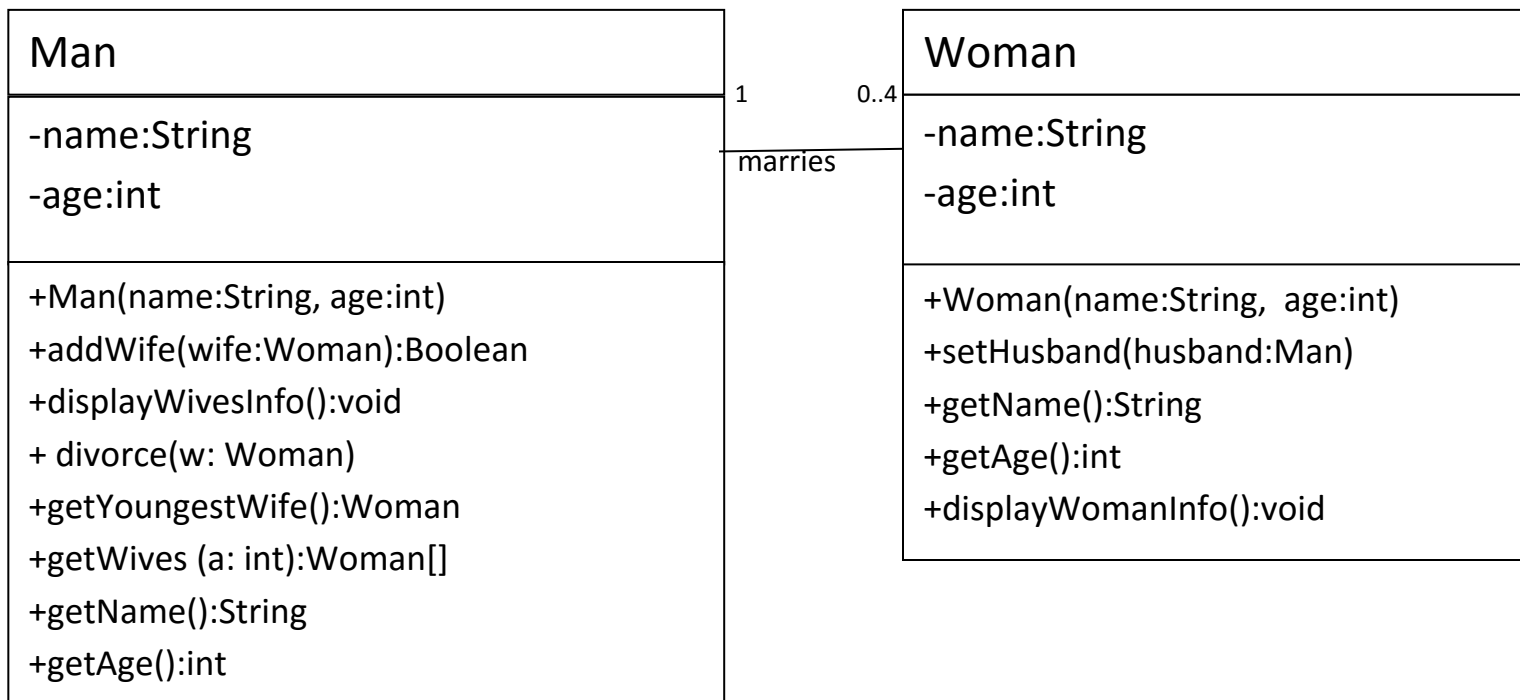 Man
-name:String
-age:int
+Man(name:String, age:int)
+addWife(wife:Woman):Boolean
+displayWivesInfo():void
+ divorce(w: Woman)
+getYoungestWife():Woman
+getWives (a: int):Woman[]
+getName():String
+getAge():int
1
0..4
marries
Woman
-name:String
-age:int
+Woman(name:String,  age:int)
+setHusband(husband:Man)
+getName():String
+getAge():int
+displayWomanInfo():void